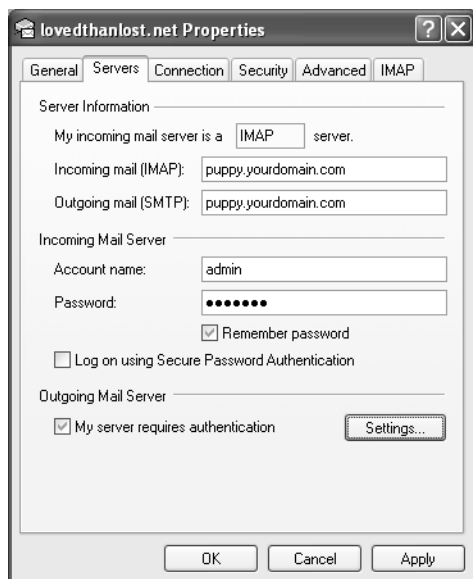 lovedthanlost.net Properties
General Servers Connection Security Advanced IMAP
Server Information
My incoming mail server is a IMAP server.
Incoming mail (IMAP): puppy.yourdomain.com
Outgoing mail (SMTP): puppy.yourdomain.com
Incoming Mail Server
Account name: admin
Password: •••••••
Remember password
Log on using Secure Password Authentication
Outgoing Mail Server
My server requires authentication Settings...
OK Cancel Apply